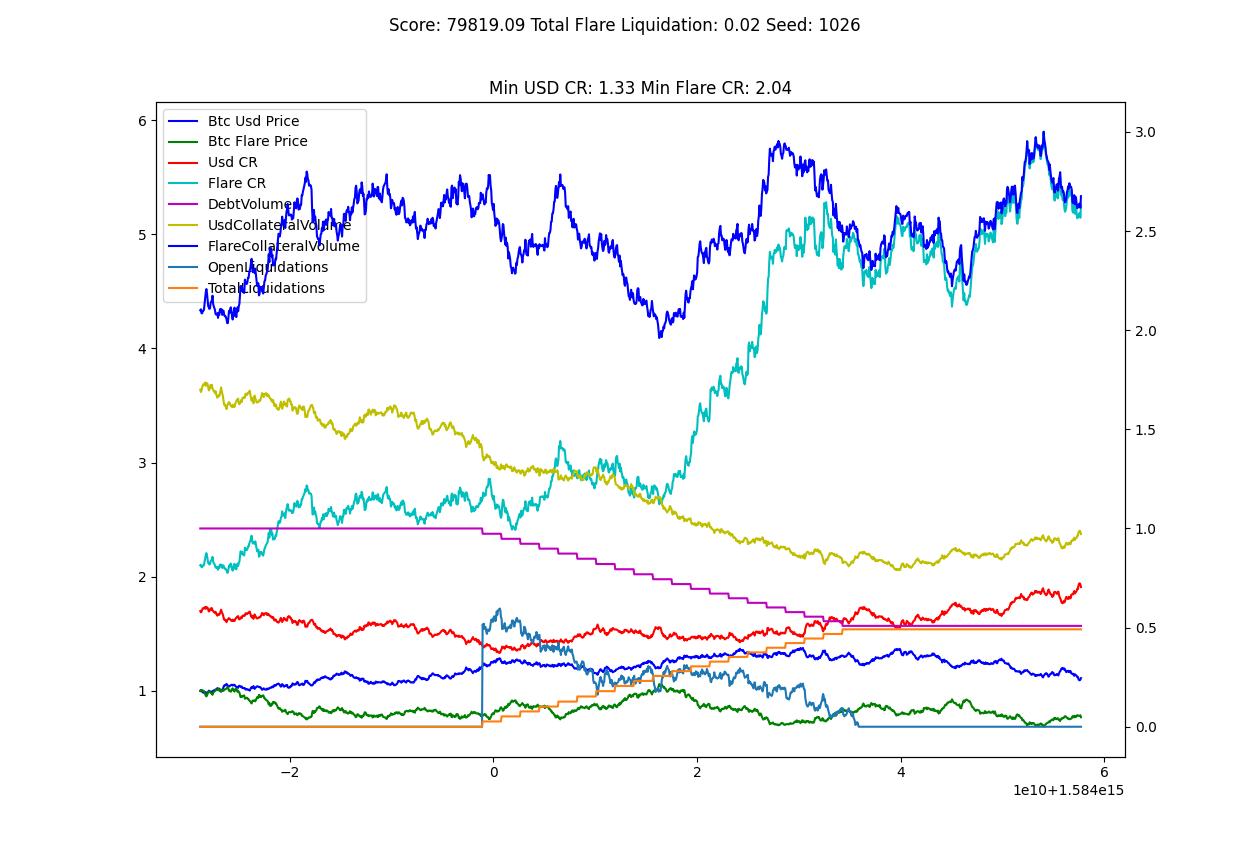 Score: 79819.09 Total Flare Liquidation: 0.02 Seed: 1026
Min USD CR: 1.33 Min Flare CR: 2.04
Btc Usd Price
Btc Flare Price
Usd CR
Flare CR
DebtVolume
UsdCollateralVolume
FlareCollateralVolume
OpenLiquidations
TotalLiquidations
6
5
4
3
2
1
3.0
2.5
2.0
1.5
1.0
0.5
0.0
−2 0 2 4 6
1e10+1.584e15